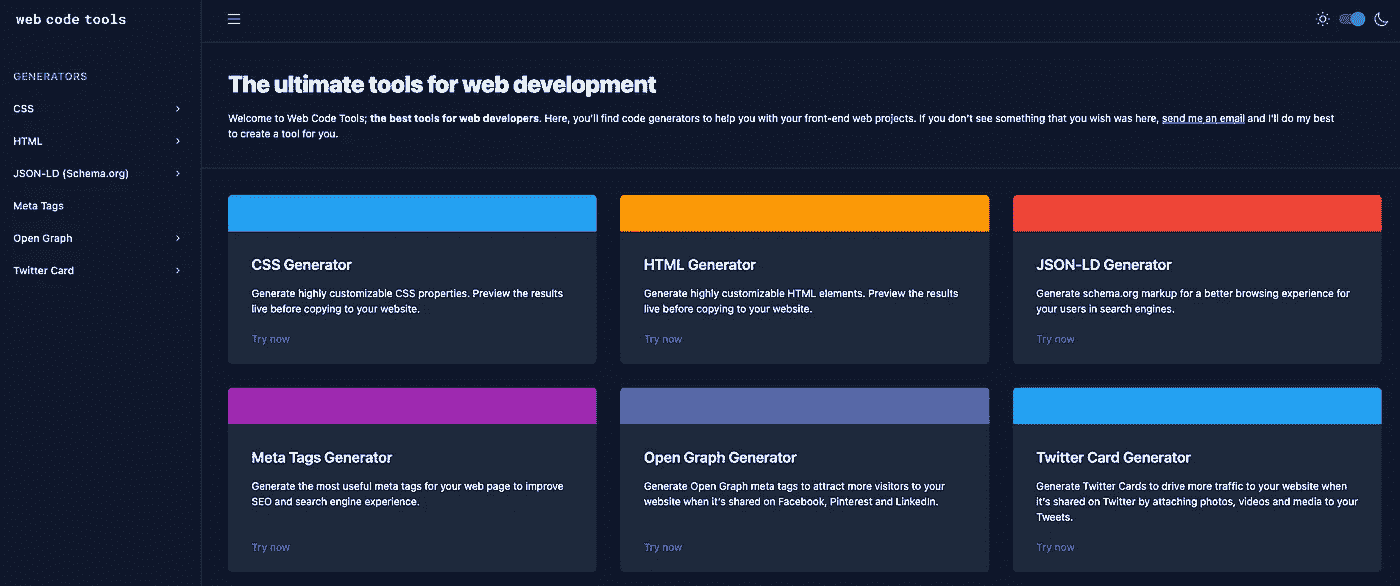 web code tools
GENERATORS
CSS
HTML
JSON-LD (Schema.org)
Meta Tags
Open Graph
Twitter Card
The ultimate tools for web development
Welcome to Web Code Tools; the best tools for web developers. Here, you'll find code generators to help you with your front-end web projects. If you don't see something that you wish was here, send me an email and I'll do my best
to create a tool for you.
CSS Generator
Generate highly customizable CSS properties. Preview the results
live before copying to your website.
Try now
HTML Generator
Generate highly customizable HTML elements. Preview the results
live before copying to your website.
Try now
JSON-LD Generator
Generate schema.org markup for a better browsing experience for
your users in search engines.
Try now
Meta Tags Generator
Generate the most useful meta tags for your web page to improve
SEO and search engine experience.
Try now
Open Graph Generator
Generate Open Graph meta tags to attract more visitors to your
website when it's shared on Facebook, Pinterest and LinkedIn.
Try now
Twitter Card Generator
Generate Twitter Cards to drive more traffic to your website when
it's shared on Twitter by attaching photos, videos and media to your
Tweets.
Try now